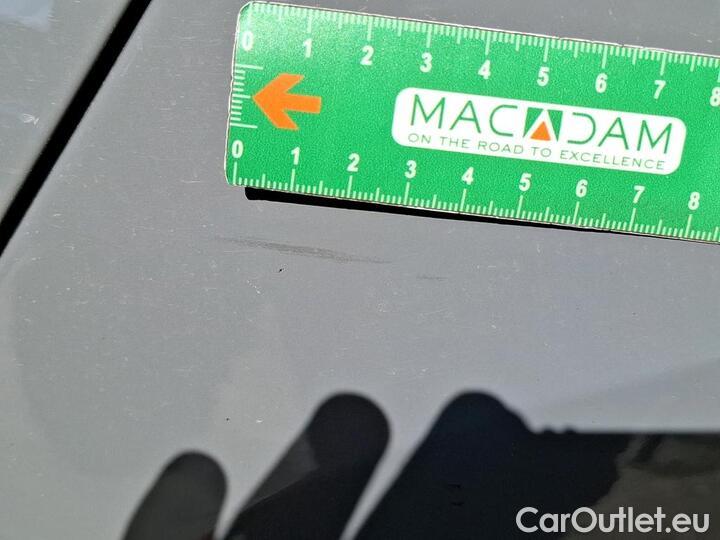 0 1 2 3 4 5 6 7 8
MACADAM
ON THE ROAD TO EXCELLENCE
0 1 2 3 4 5 6 7 8
CarOutlet.eu